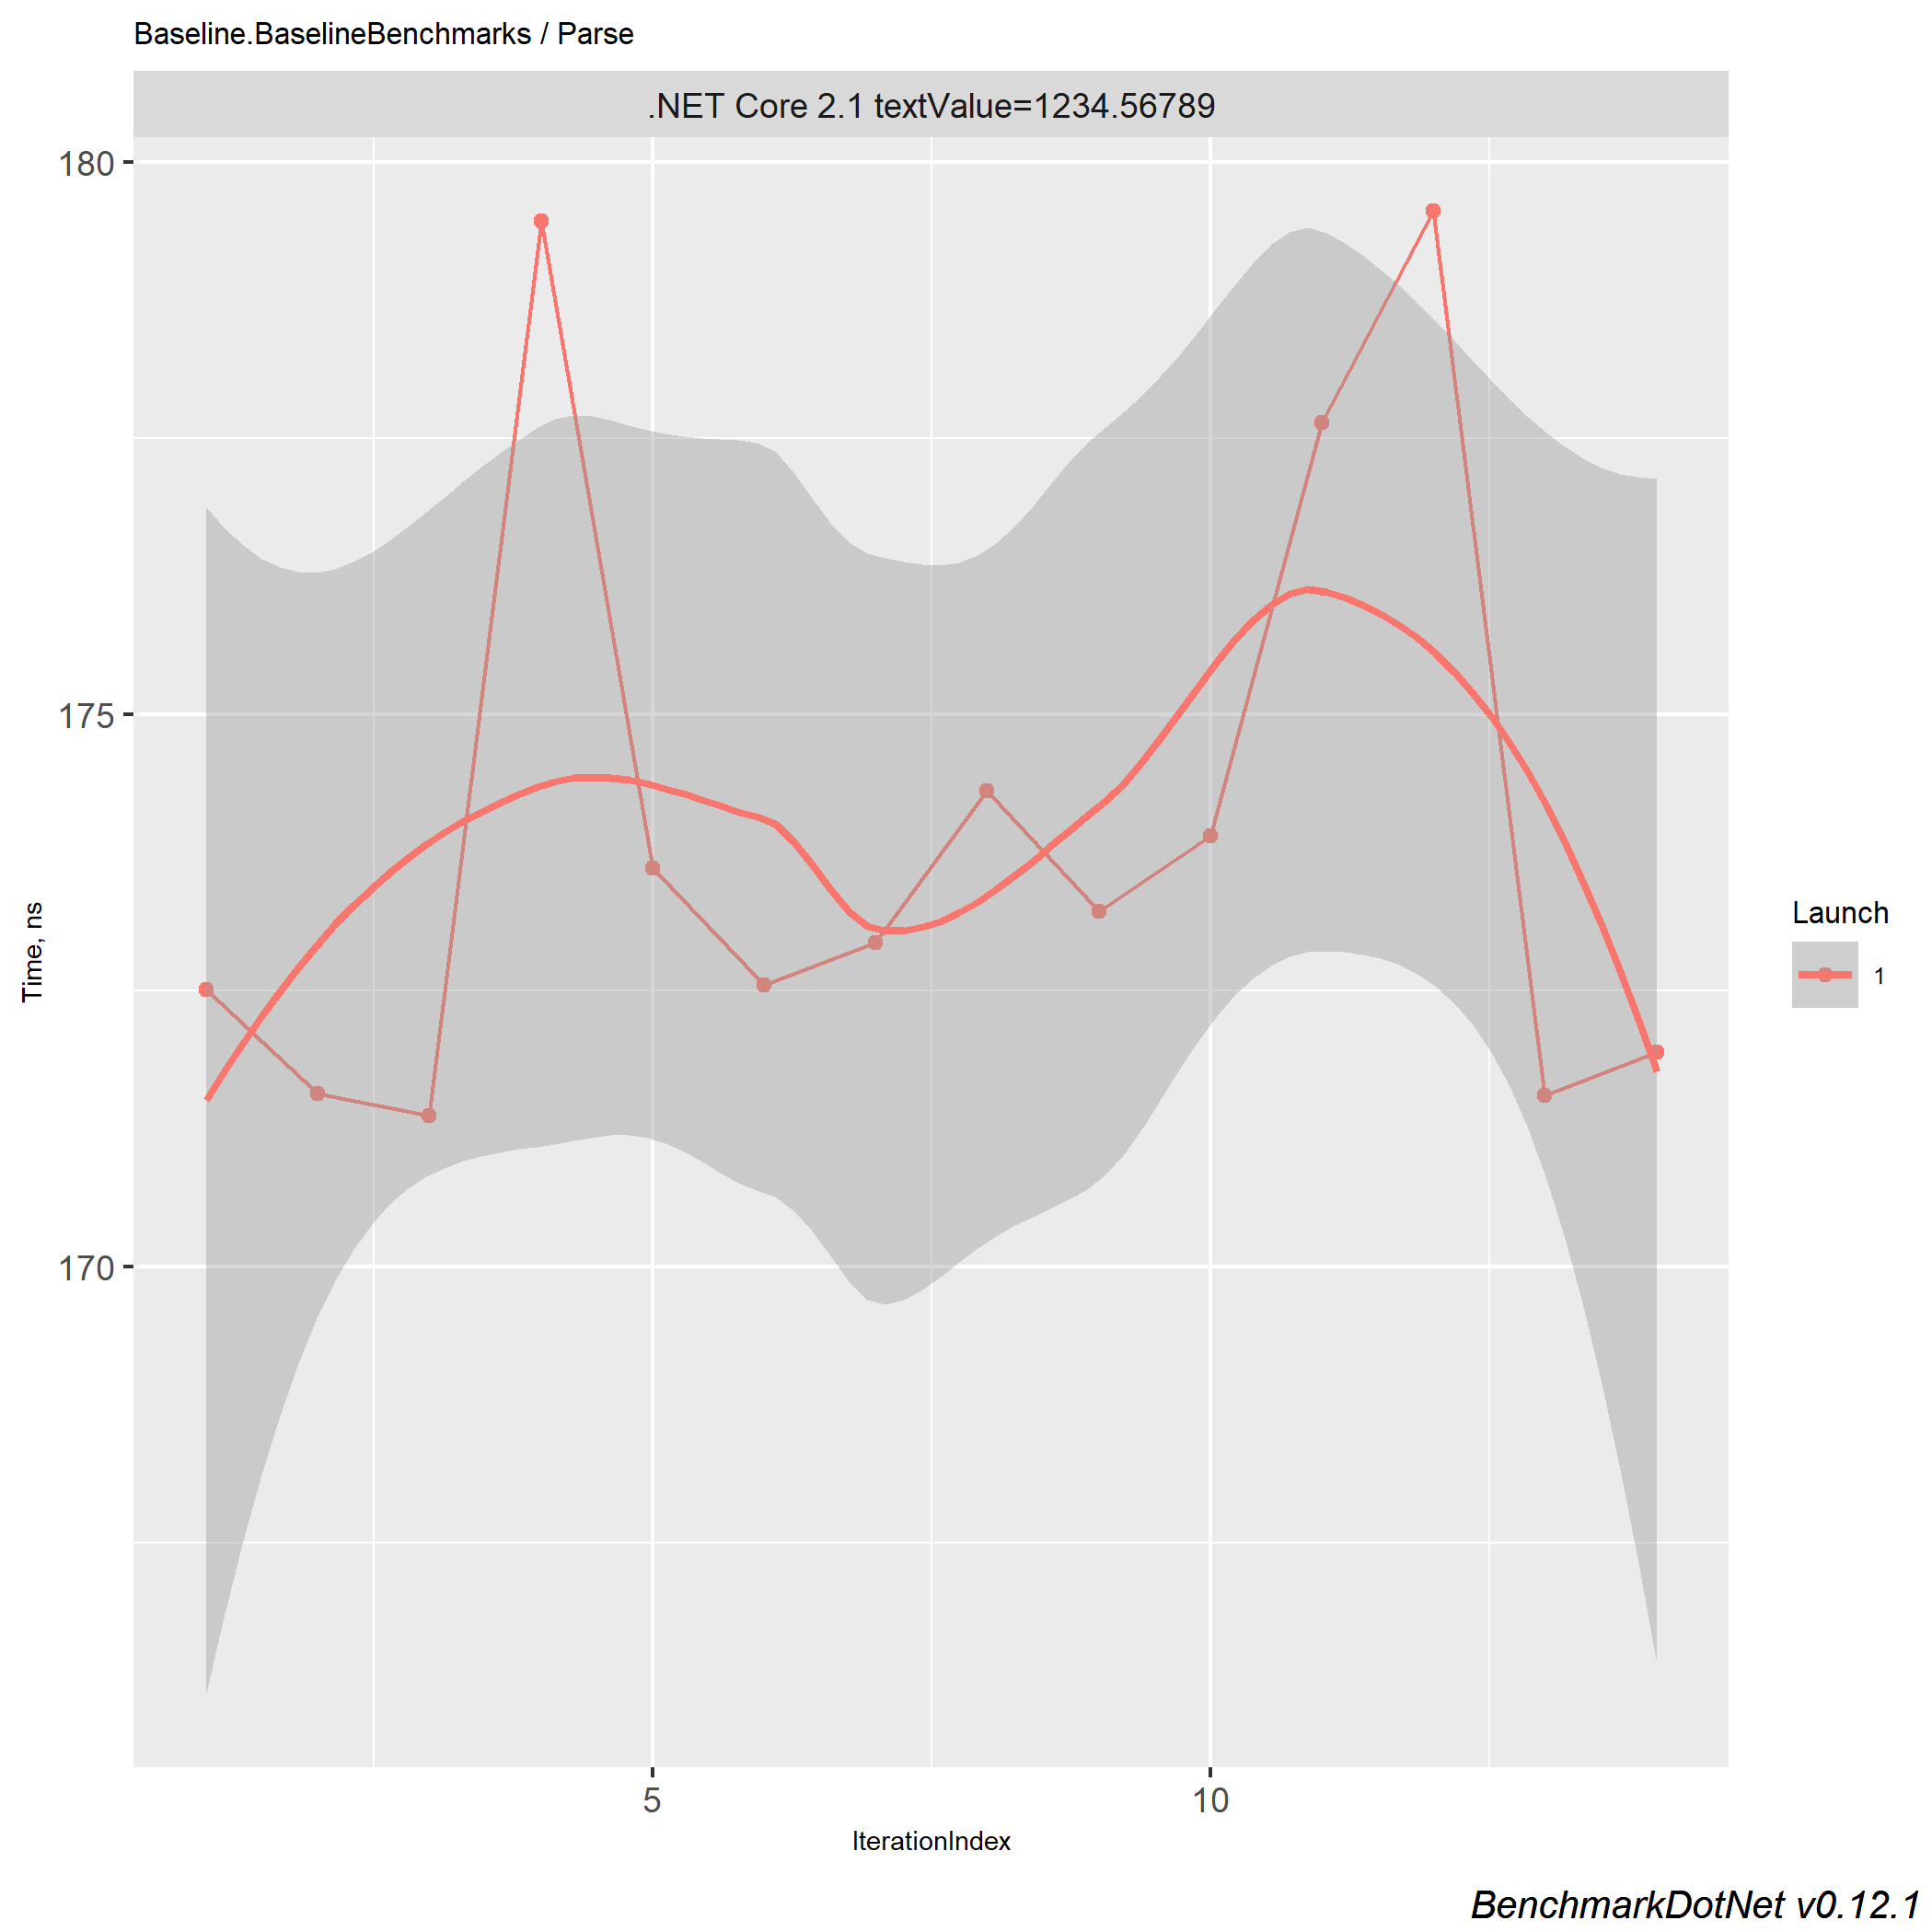 Baseline.BaselineBenchmarks / Parse
.NET Core 2.1 textValue=1234.56789
180
175
170
Time, ns
Launch
1
5
10
IterationIndex
BenchmarkDotNet v0.12.1